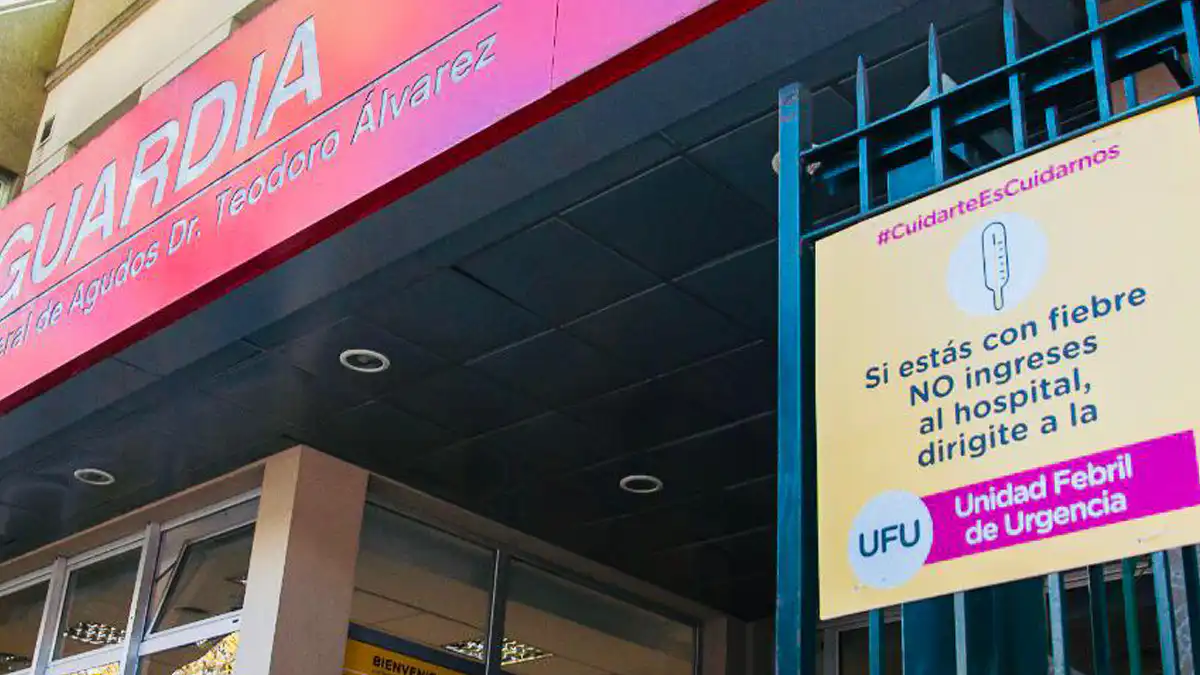 GUARDIA
de Agudos Dr. Teodoro Álvarez
#CuidarteEsCuidarnos
Si estás con fiebre
NO ingreses
al hospital,
dirigite a la
UFU
Unidad Febril
de Urgencia